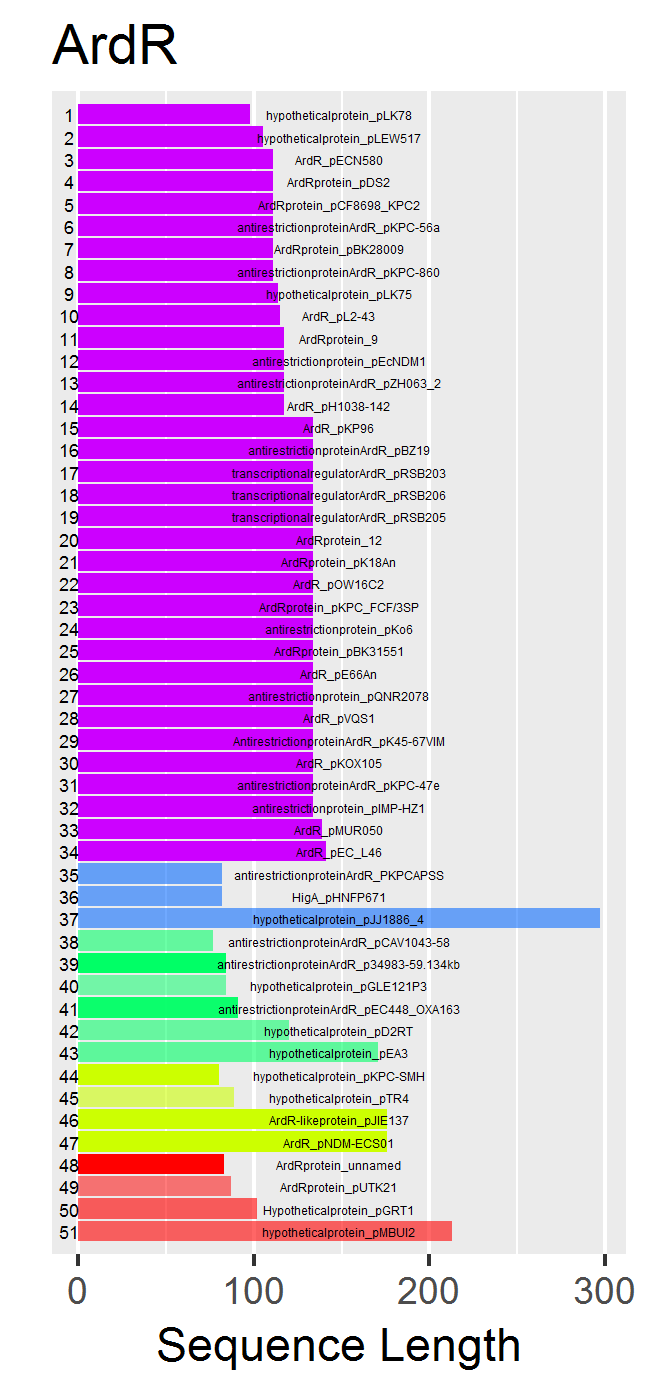 ArdR
1 hypotheticalprotein_pLK78
2 hypotheticalprotein_pLEW517
3 ArdR_pECN580
4 ArdRprotein_pDS2
5 ArdRprotein_pCF8698_KPC2
6 antirestrictionproteinArdR_pKPC-56a
7 ArdRprotein_pBK28009
8 antirestrictionproteinArdR_pKPC-860
9 hypotheticalprotein_pLK75
10 ArdR_pL2-43
11 ArdRprotein_9
12 antirestrictionprotein_pEcNDM1
13 antirestrictionproteinArdR_pZH063_2
14 ArdR_pH1038-142
15 ArdR_pKP96
16 antirestrictionproteinArdR_pBZ19
17 transcriptionalregulatorArdR_pRSB203
18 transcriptionalregulatorArdR_pRSB206
19 transcriptionalregulatorArdR_pRSB205
20 ArdRprotein_12
21 ArdRprotein_pK18An
22 ArdR_pOW16C2
23 ArdRprotein_pKPC_FCF/3SP
24 antirestrictionprotein_pKo6
25 ArdRprotein_pBK31551
26 ArdR_pE66An
27 antirestrictionprotein_pQNR2078
28 ArdR_pVQS1
29 AntirestrictionproteinArdR_pK45-67VIM
30 ArdR_pKOX105
31 antirestrictionproteinArdR_pKPC-47e
32 antirestrictionprotein_pIMP-HZ1
33 ArdR_pMUR050
34 ArdR_pEC_L46
35 antirestrictionproteinArdR_PKPCAPSS
36 HigA_pHNFP671
37 hypotheticalprotein_pJJ1886_4
38 antirestrictionproteinArdR_pCAV1043-58
39 antirestrictionproteinArdR_p34983-59.134kb
40 hypotheticalprotein_pGLE121P3
41 antirestrictionproteinArdR_pEC448_OXA163
42 hypotheticalprotein_pD2RT
43 hypotheticalprotein_pEA3
44 hypotheticalprotein_pKPC-SMH
45 hypotheticalprotein_pTR4
46 ArdR-likeprotein_pJIE137
47 ArdR_pNDM-ECS01
48 ArdRprotein_unnamed
49 ArdRprotein_pUTK21
50 Hypotheticalprotein_pGRT1
51 hypotheticalprotein_pMBUI2
0 100 200 300
Sequence Length